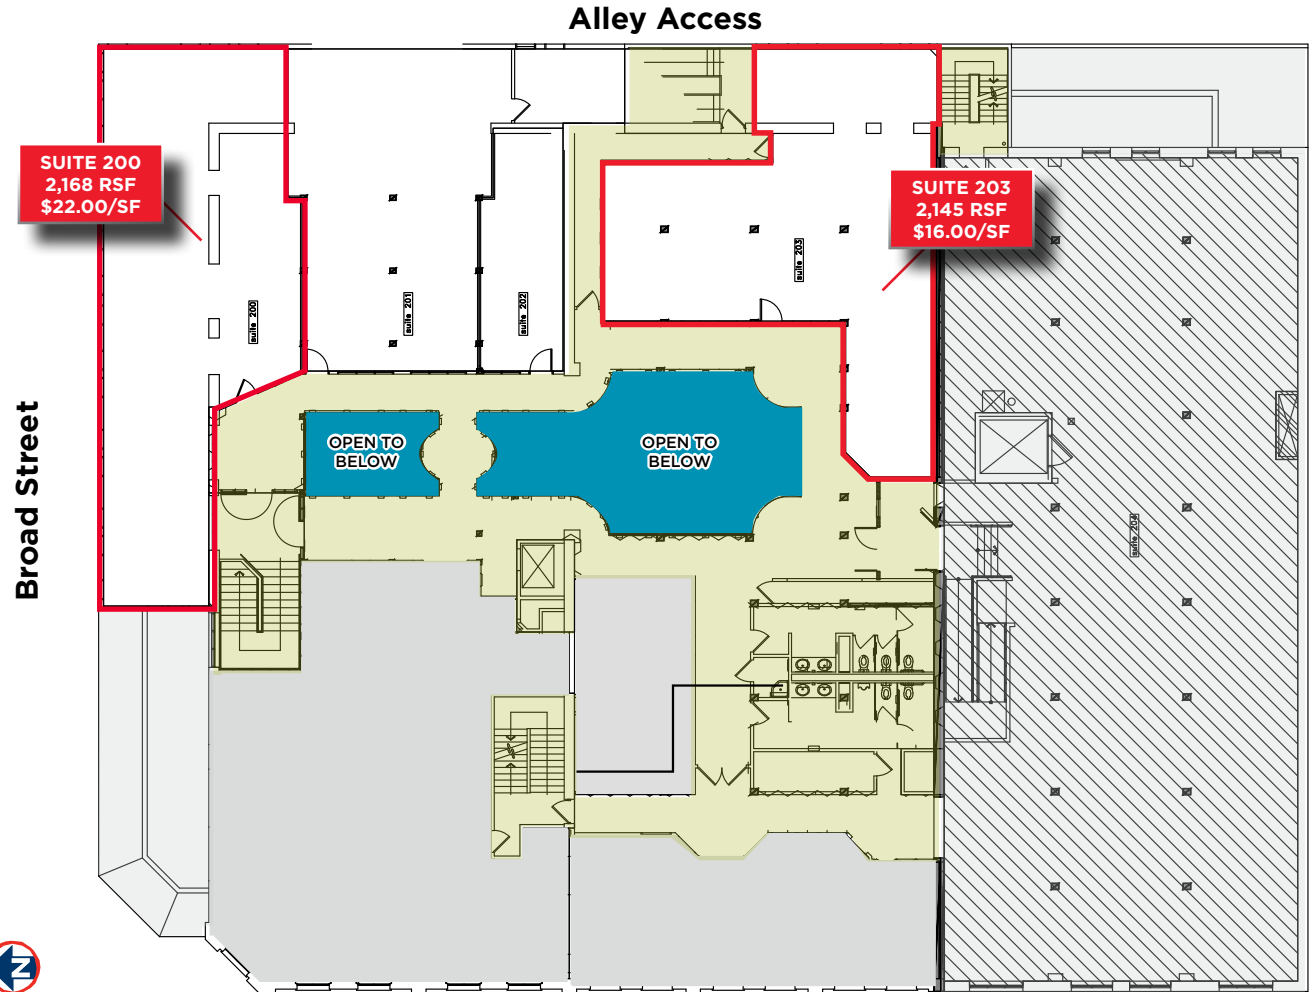 Alley Access
SUITE 200
2,168 RSF
$22.00/SF
SUITE 203
2,145 RSF
$16.00/SF
suite 203
suite 200
suite 201
suite 202
Broad Street
OPEN TO
BELOW
OPEN TO
BELOW
suite 204
N